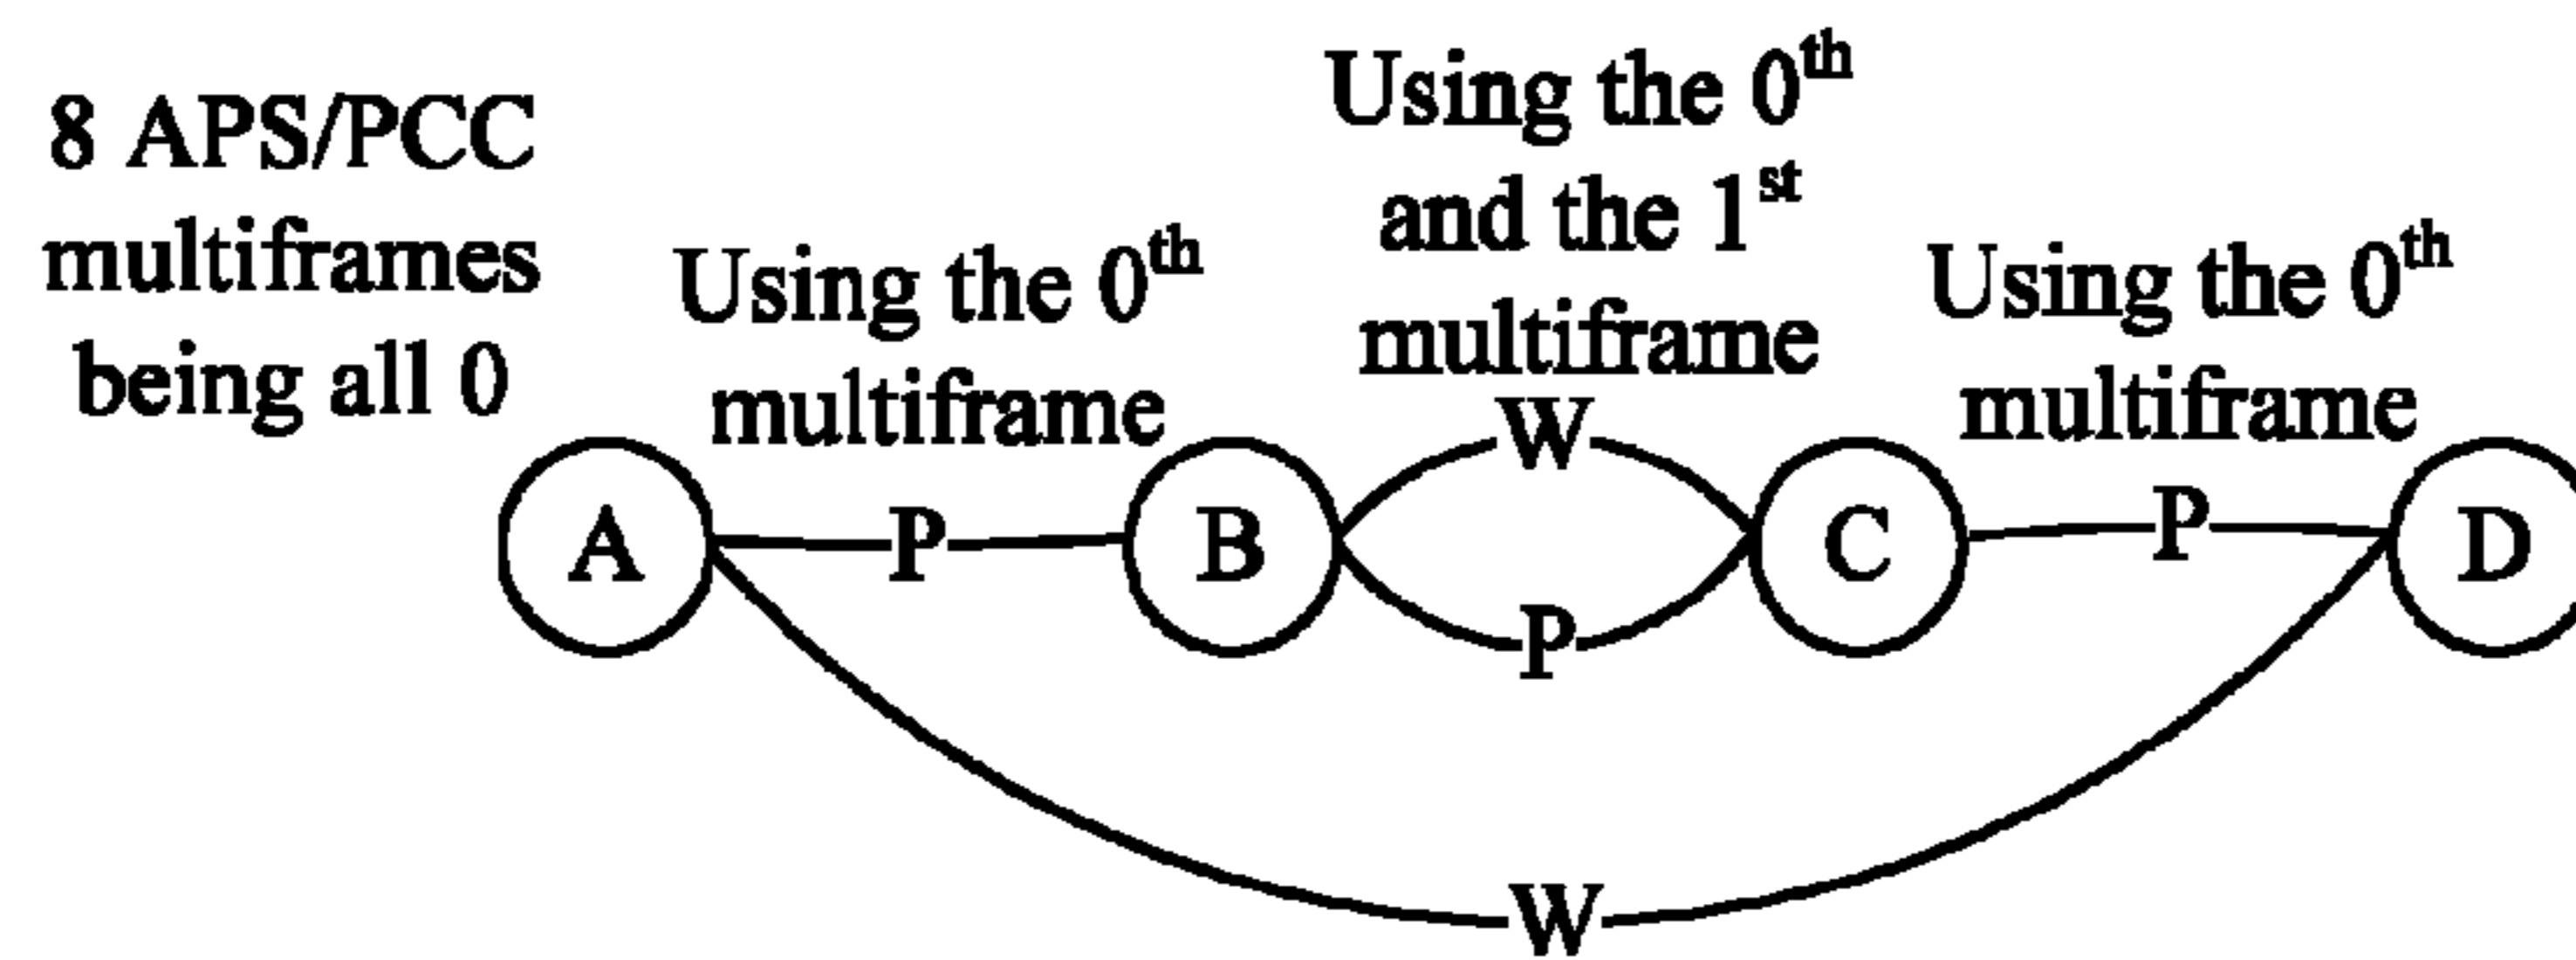 8 APS/PCC
multiframes
being all 0
Using the 0th
multiframe
Using the 0th
and the 1st
multiframe
Using the 0th
multiframe
W
A
P
B
C
P
D
P
W